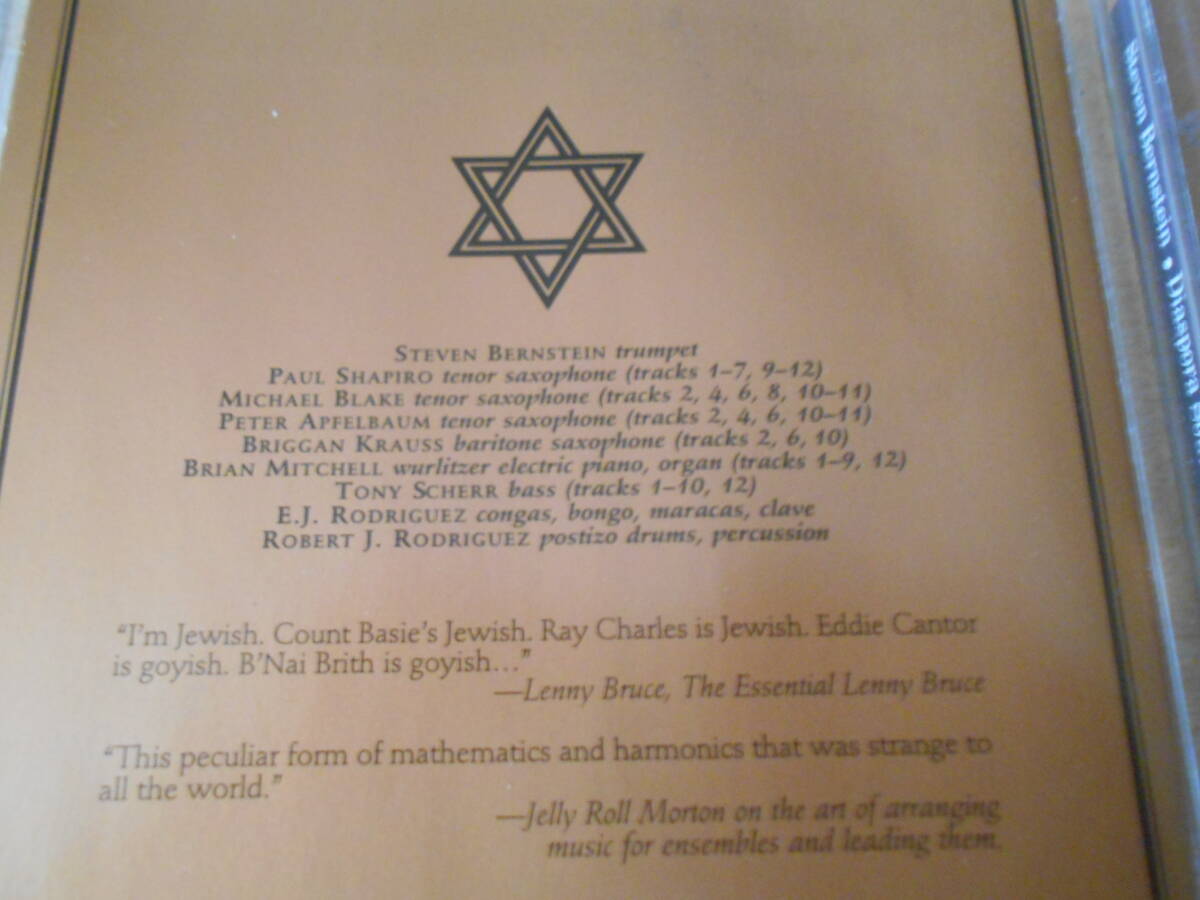 STEVEN BERNSTEIN trumpet
PAUL SHAPIRO tenor saxophone (tracks 1–7, 9–12)
MICHAEL BLAKE tenor saxophone (tracks 2, 4, 6, 8, 10–11)
PETER APFELBAUM tenor saxophone (tracks 2, 4, 6, 10–11)
BRIGGAN KRAUSS baritone saxophone (tracks 2, 6, 10)
BRIAN MITCHELL wurlitzer electric piano, organ (tracks 1–9, 12)
TONY SCHERR bass (tracks 1–10, 12)
E.J. RODRIGUEZ congas, bongo, maracas, clave
ROBERT J. RODRIGUEZ postizo drums, percussion
“I'm Jewish. Count Basie's Jewish. Ray Charles is Jewish. Eddie Cantor
is goyish. B'Nai Brith is goyish...”
—Lenny Bruce, The Essential Lenny Bruce
“This peculiar form of mathematics and harmonics that was strange to
all the world.”
—Jelly Roll Morton on the art of arranging
music for ensembles and leading them.
Steven Bernstein • Diaspora